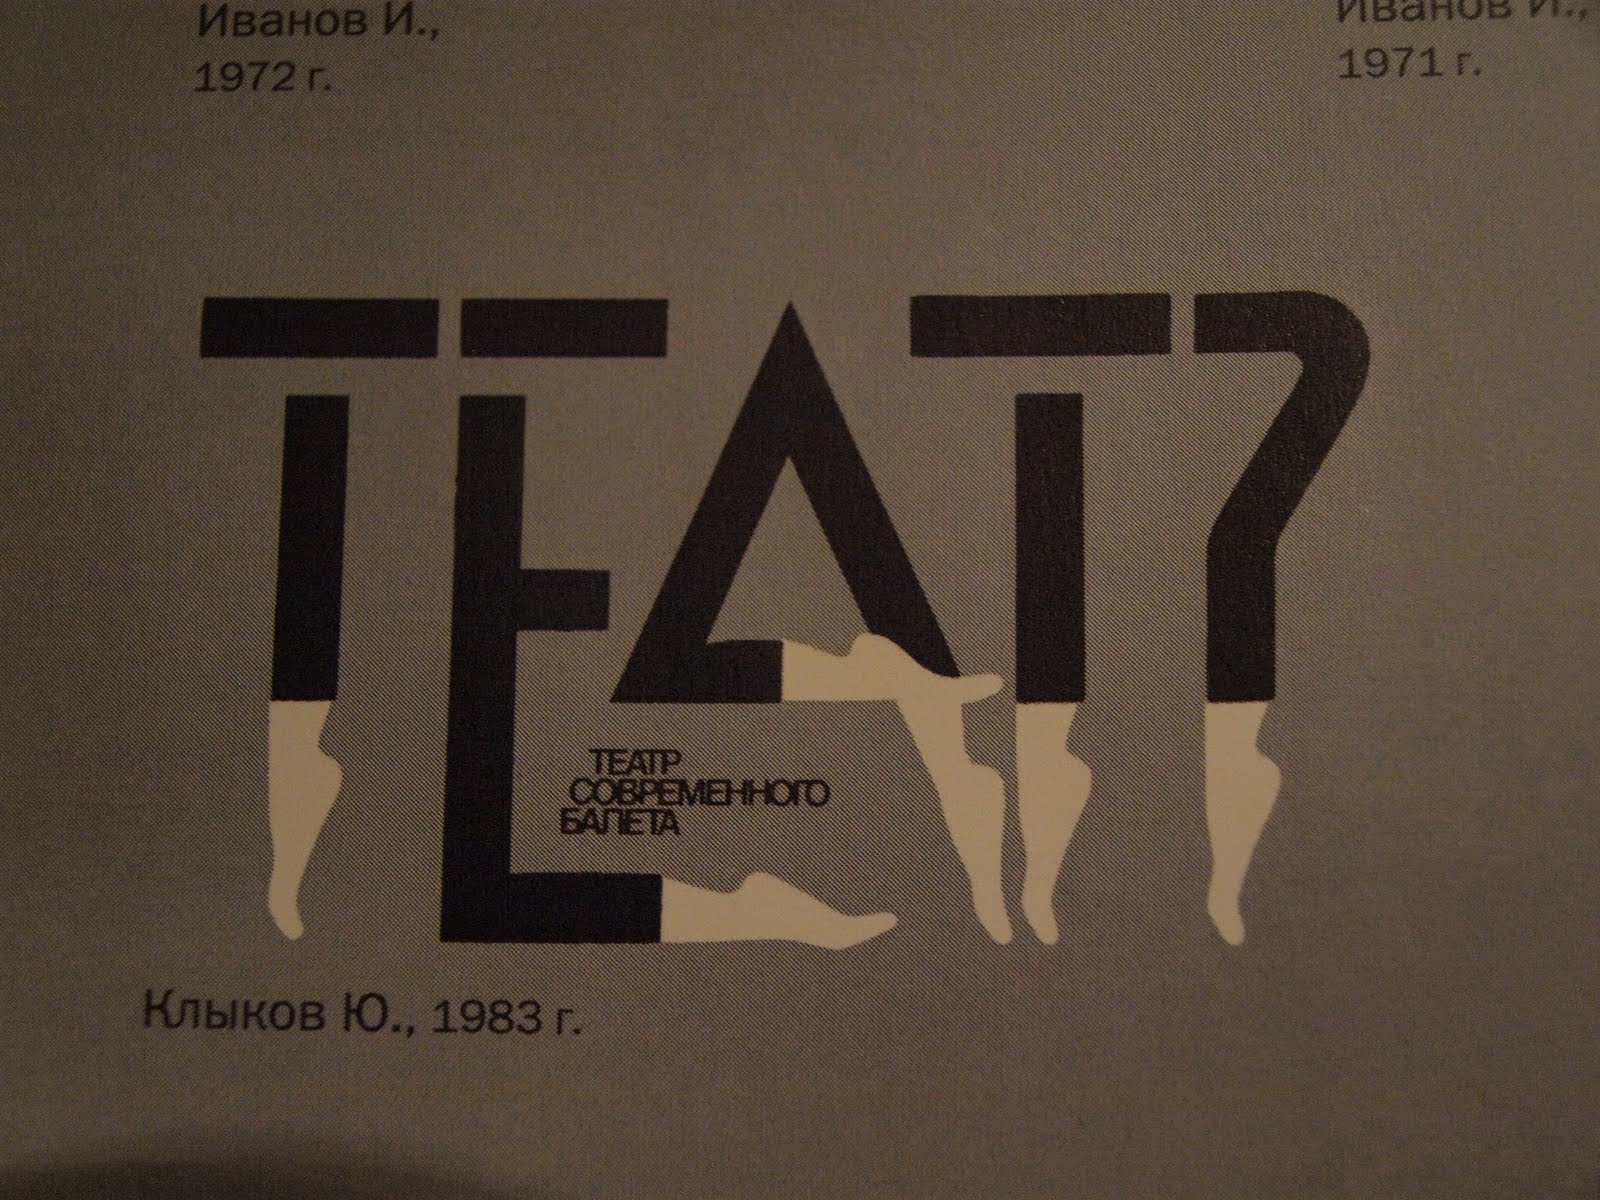 Иванов И.,
1972 г.
Иванов И.,
1971 г.
ТЕАТР
ТЕАТР
СОВРЕМЕННОГО
БАЛЕТА
Клыков Ю., 1983 г.